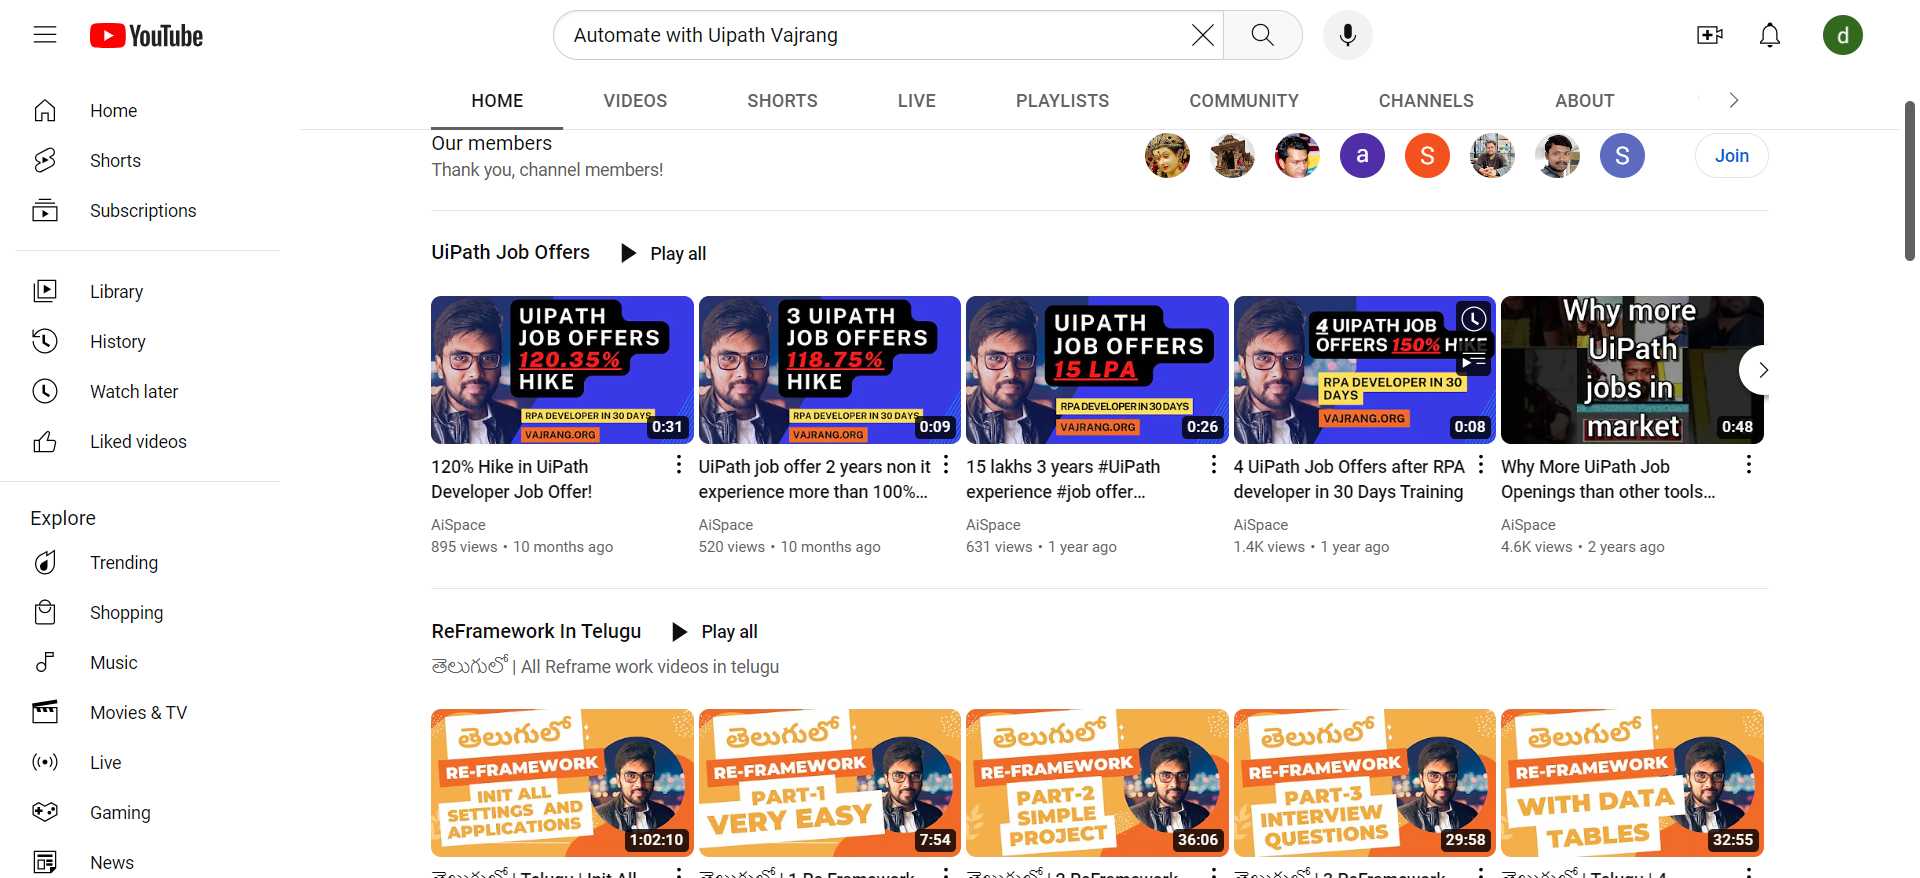 YouTube
Automate with Uipath Vajrang
d
HOME
VIDEOS
SHORTS
LIVE
PLAYLISTS
COMMUNITY
CHANNELS
ABOUT
Home
Shorts
Subscriptions
Library
History
Watch later
Liked videos
Explore
Trending
Shopping
Music
Movies & TV
Live
Gaming
News
Our members
Thank you, channel members!
a
S
S
Join
UiPath Job Offers
Play all
UIPATH
JOB OFFERS
120.35%
HIKE
RPA DEVELOPER IN 30 DAYS
VAJRANG.ORG
0:31
3 UIPATH
JOB OFFERS
118.75%
HIKE
RPA DEVELOPER IN 30 DAYS
VAJRANG.ORG
0:09
UIPATH
JOB OFFERS
15 LPA
RPA DEVELOPER IN 30 DAYS
VAJRANG.ORG
0:26
4 UIPATH JOB
OFFERS 150% HIKE
RPA DEVELOPER IN 30
DAYS
VAJRANG.ORG
0:08
Why more
UiPath
jobs in
market
0:48
120% Hike in UiPath
Developer Job Offer!
AiSpace
895 views • 10 months ago
UiPath job offer 2 years non it
experience more than 100%...
AiSpace
520 views • 10 months ago
15 lakhs 3 years #UiPath
experience #job offer...
AiSpace
631 views • 1 year ago
4 UiPath Job Offers after RPA
developer in 30 Days Training
AiSpace
1.4K views • 1 year ago
Why More UiPath Job
Openings than other tools...
AiSpace
4.6K views • 2 years ago
ReFramework In Telugu
Play all
తెలుగులో | All Reframe work videos in telugu
తెలుగులో
RE-FRAMEWORK
INIT ALL
SETTINGS AND
APPLICATIONS
1:02:10
తెలుగులో
RE-FRAMEWORK
PART-1
VERY EASY
7:54
తెలుగులో
RE-FRAMEWORK
PART-2
SIMPLE
PROJECT
36:06
తెలుగులో
RE-FRAMEWORK
PART-3
INTERVIEW
QUESTIONS
29:58
తెలుగులో
RE-FRAMEWORK
WITH DATA
TABLES
32:55
తెలుగులో | Telugu | Init All
తెలుగులో | 1 Re Framework
తెలుగులో | 2 ReFramework
తెలుగులో | 3 ReFramework
తెలుగులో | Telugu | 4